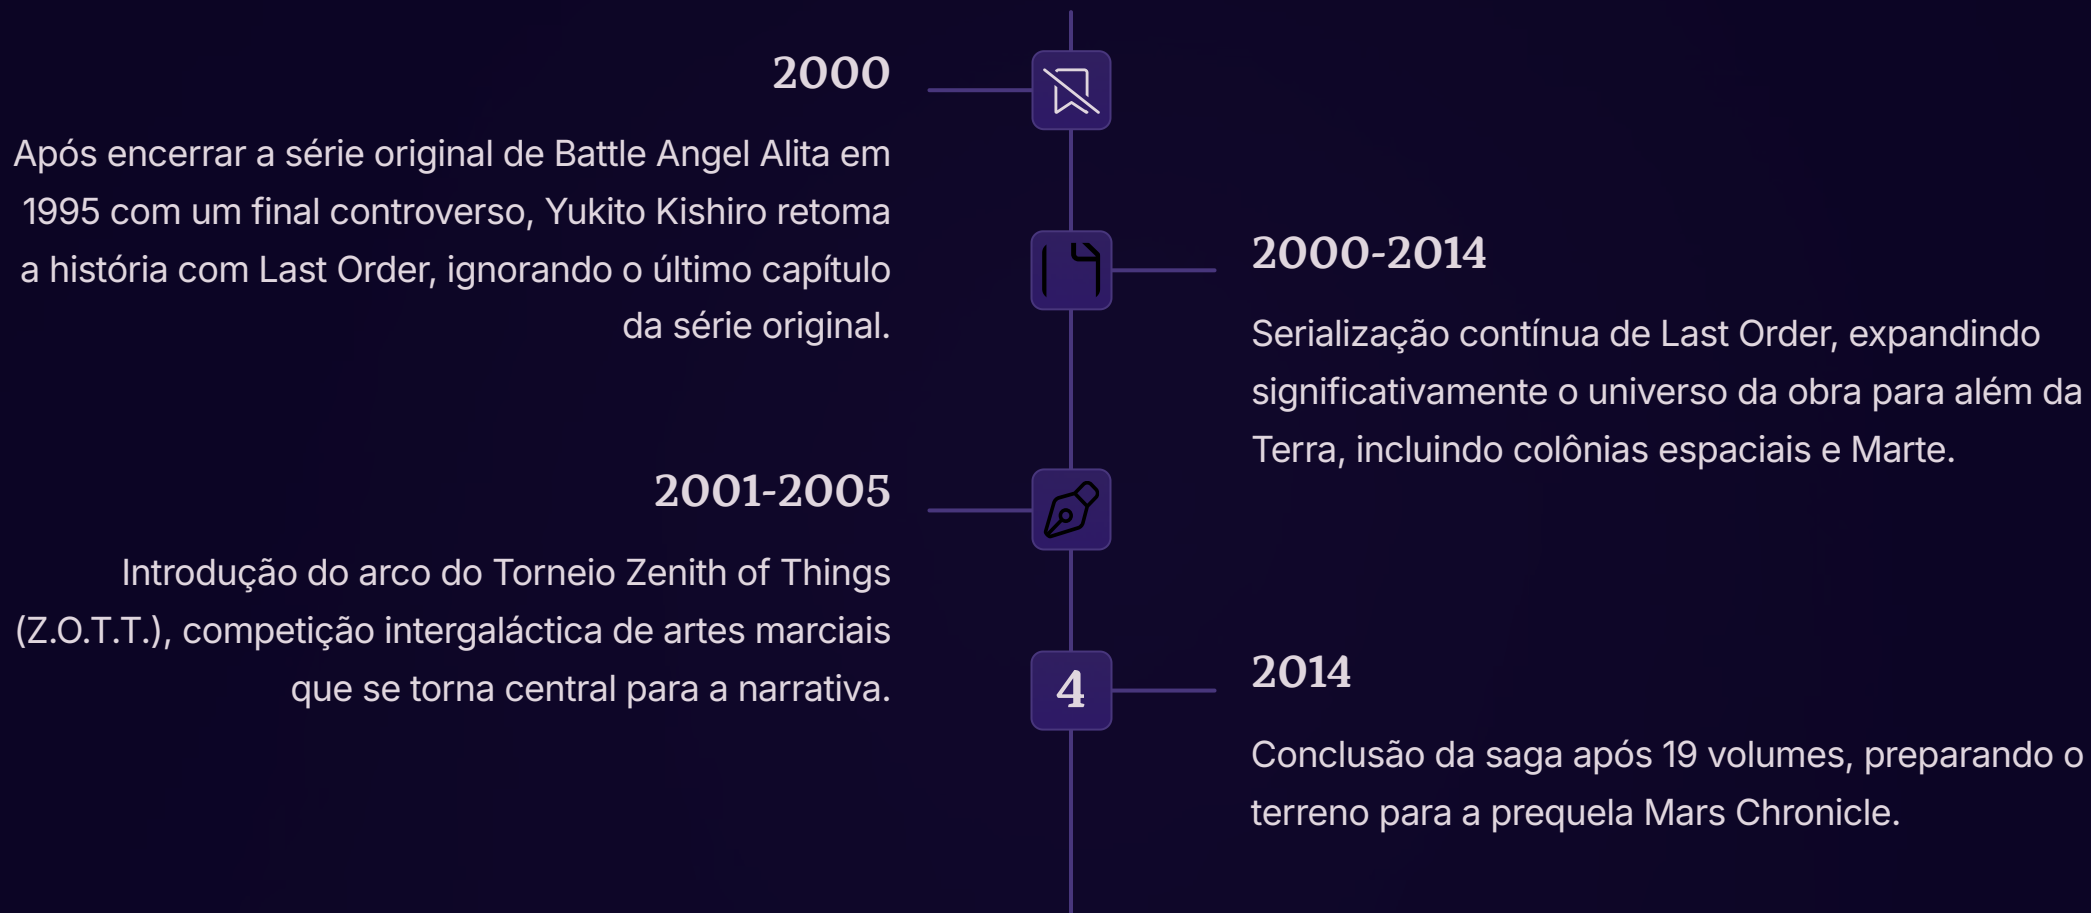 2000
Após encerrar a série original de Battle Angel Alita em
1995 com um final controverso, Yukito Kishiro retoma
a história com Last Order, ignorando o último capítulo
da série original.
2000-2014
Serialização contínua de Last Order, expandindo
significativamente o universo da obra para além da
Terra, incluindo colônias espaciais e Marte.
2001-2005
Introdução do arco do Torneio Zenith of Things
(Z.O.T.T.), competição intergaláctica de artes marciais
que se torna central para a narrativa.
4
2014
Conclusão da saga após 19 volumes, preparando o
terreno para a prequela Mars Chronicle.